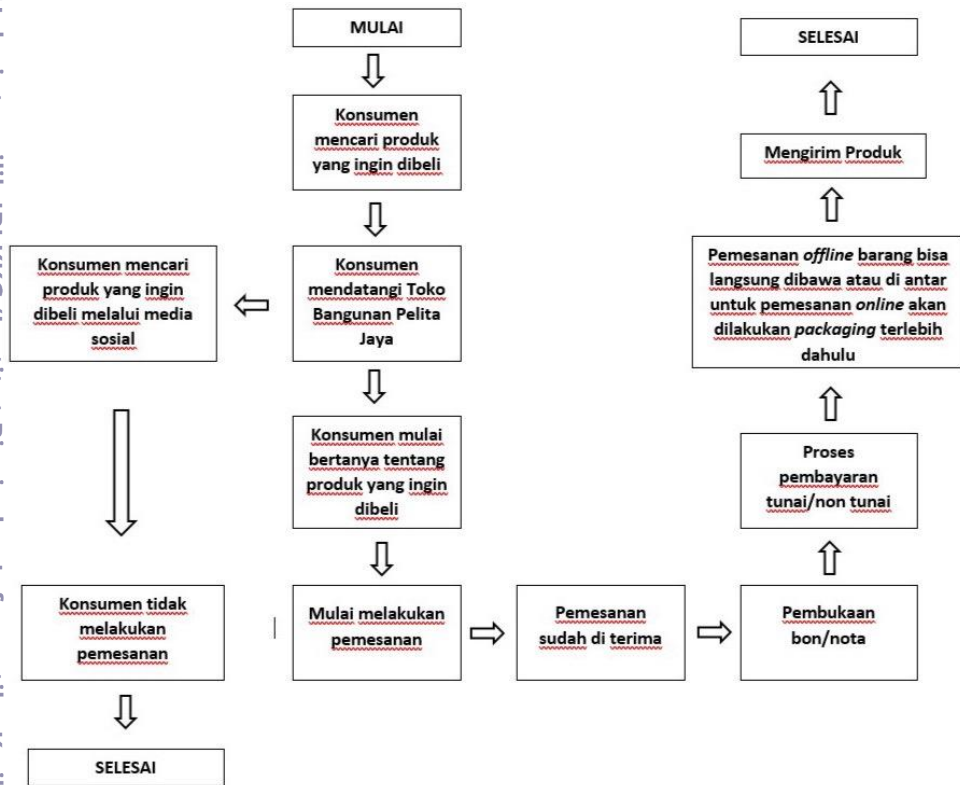 MULAI
Konsumen
mencari produk
yang ingin dibeli
Konsumen
mendatangi Toko
Bangunan Pelita
Jaya
Konsumen mencari
produk yang ingin
dibeli melalui media
sosial
Konsumen mulai
bertanya tentang
produk yang ingin
dibeli
Konsumen tidak
melakukan
pemesanan
SELESAI
Mulai melakukan
pemesanan
Pemesanan
sudah di terima
Pembukaan
bon/nota
Proses
pembayaran
tunai/non tunai
Pemesanan offline barang bisa
langsung dibawa atau di antar
untuk pemesanan online akan
dilakukan packaging terlebih
dahulu
Mengirim Produk
SELESAI